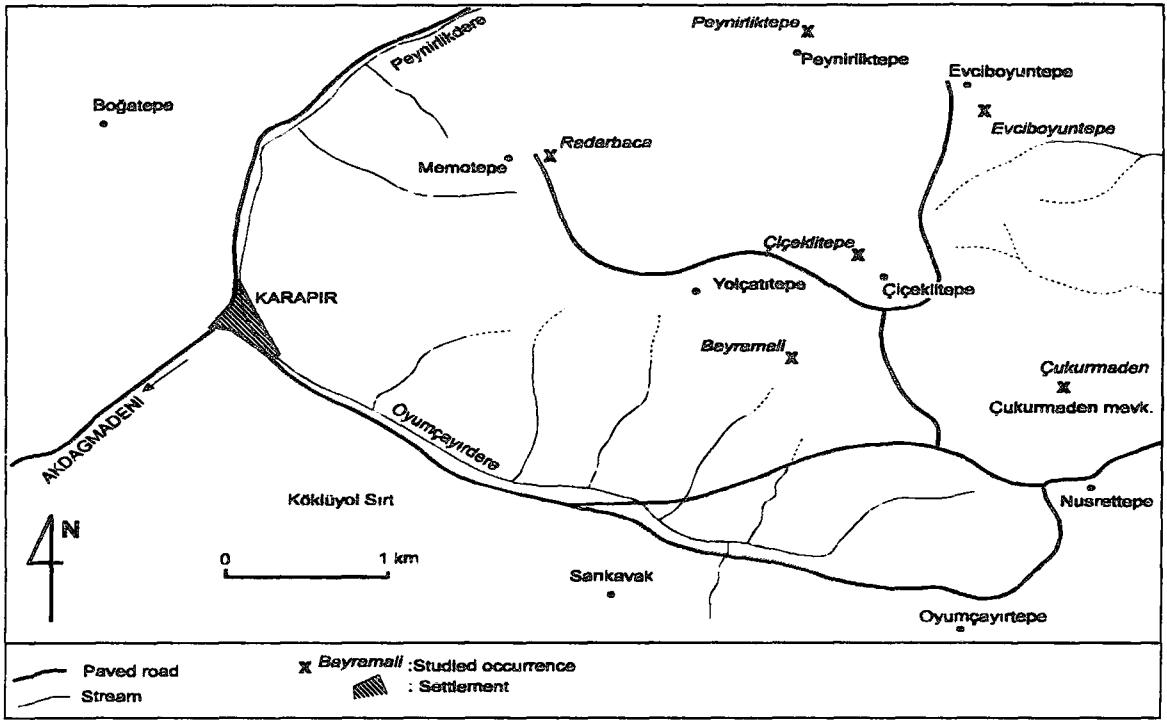 Peynirliktepe
Peynirlikdere
Peynirliktepe
Evciboyuntepe
Boğatepe
Evciboyuntepe
Radarbaca
Memotepe
Çiçeklitepe
Yolçatıtepe
Çiçeklitepe
KARAPIR
Bayramali
Çukurmaden
Çukurmaden mevk.
AKDAGMADENI
Oyumçayırdere
Köklüyol Sırt
Nusrettepe
N
0 1 km
Sarıkavak
Oyumçayırtepe
Paved road
Stream
x Bayramali :Studied occurrence
: Settlement